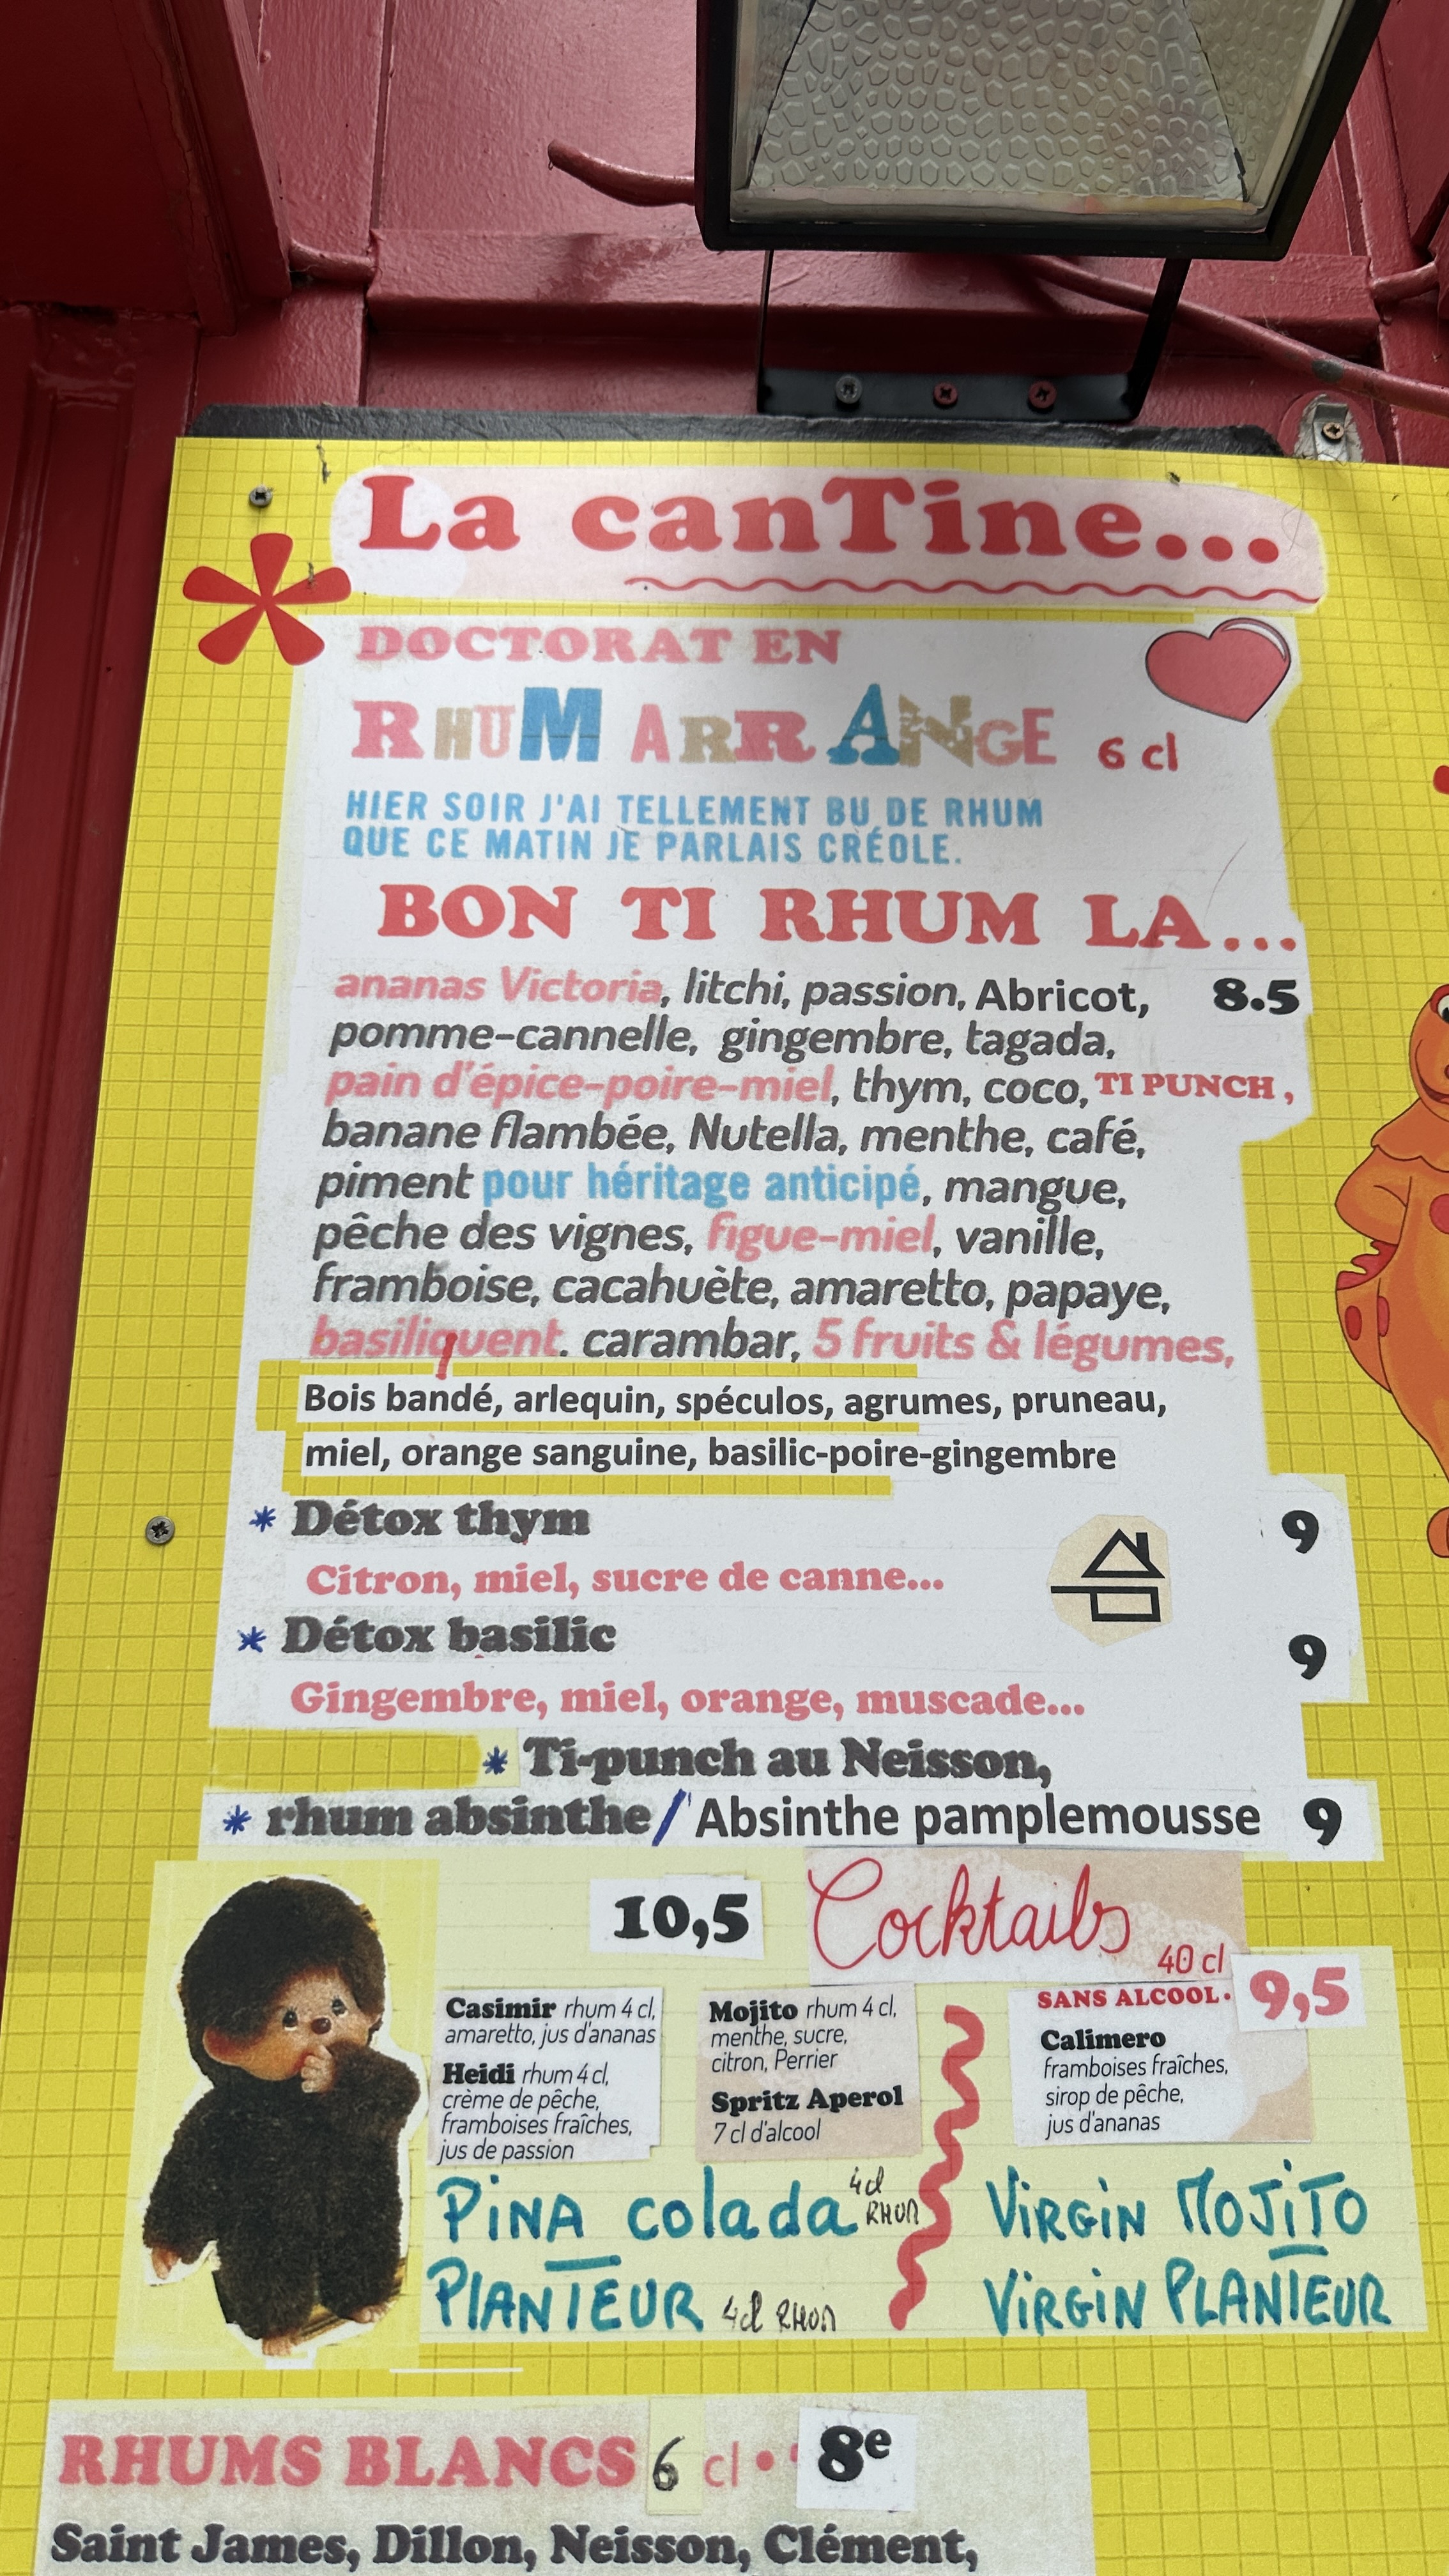 La canTine...
DOCTORAT EN
RHUM ARRANGE 6 cl
HIER SOIR J'AI TELLEMENT BU DE RHUM
QUE CE MATIN JE PARLAIS CRÉOLE.
BON TI RHUM LA...
ananas Victoria, litchi, passion, Abricot, 8.5
pomme-cannelle, gingembre, tagada,
pain d'épice-poire-miel, thym, coco, TI PUNCH,
banane flambée, Nutella, menthe, café,
piment pour héritage anticipé, mangue,
pêche des vignes, figue-miel, vanille,
framboise, cacahuète, amaretto, papaye,
basiliquent. carambar, 5 fruits & légumes,
Bois bandé, arlequin, spéculos, agrumes, pruneau,
miel, orange sanguine, basilic-poire-gingembre
* Détox thym 9
Citron, miel, sucre de canne...
* Détox basilic 9
Gingembre, miel, orange, muscade...
* Ti-punch au Neisson,
* rhum absinthe / Absinthe pamplemousse 9
10,5 Cocktails 40 cl
Casimir rhum 4 cl,
amaretto, jus d'ananas
Heidi rhum 4 cl,
crème de pêche,
framboises fraîches,
jus de passion
Mojito rhum 4 cl,
menthe, sucre,
citron, Perrier
Spritz Aperol
7 cl d'alcool
SANS ALCOOL. 9,5
Calimero
framboises fraîches,
sirop de pêche,
jus d'ananas
PiNA colada 4cl RHUM
PlANTEUR 4cl RHUM
ViRGiN MOJiTO
ViRGiN PLANTEUR
RHUMS BLANCS 6 cl • 8e
Saint James, Dillon, Neisson, Clément,